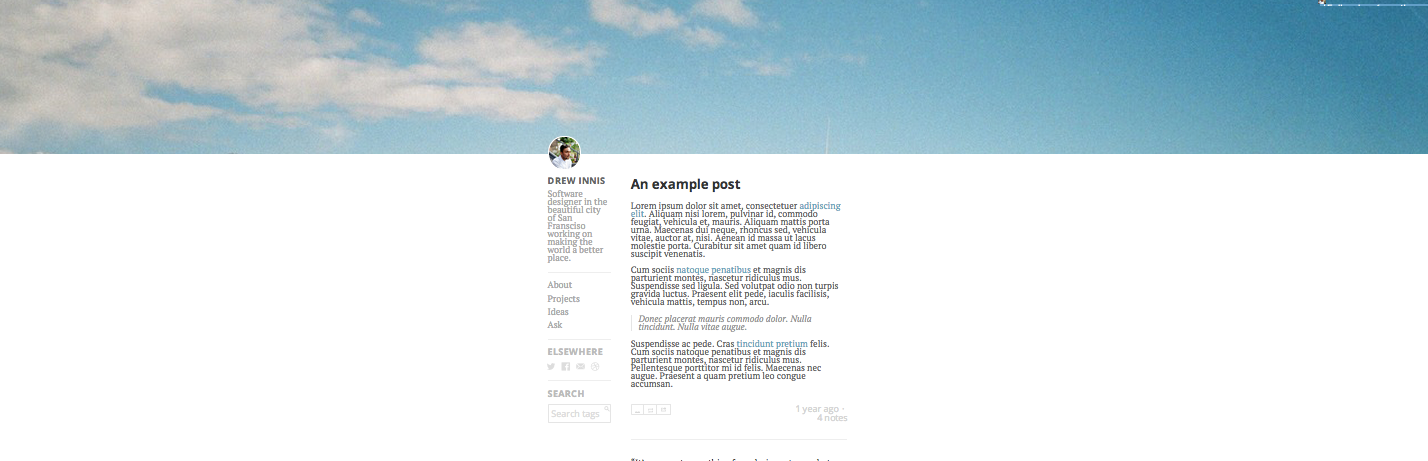 DREW INNIS
Software
designer in the
beautiful city
of San
Fransciso
working on
making the
world a better
place.
About
Projects
Ideas
Ask
ELSEWHERE
SEARCH
Search tags
An example post
Lorem ipsum dolor sit amet, consectetuer adipiscing
elit. Aliquam nisi lorem, pulvinar id, commodo
feugiat, vehicula et, mauris. Aliquam mattis porta
urna. Maecenas dui neque, rhoncus sed, vehicula
vitae, auctor at, nisi. Aenean id massa ut lacus
molestie porta. Curabitur sit amet quam id libero
suscipit venenatis.
Cum sociis natoque penatibus et magnis dis
parturient montes, nascetur ridiculus mus.
Suspendisse sed ligula. Sed volutpat odio non turpis
gravida luctus. Praesent elit pede, iaculis facilisis,
vehicula mattis, tempus non, arcu.
Donec placerat mauris commodo dolor. Nulla
tincidunt. Nulla vitae augue.
Suspendisse ac pede. Cras tincidunt pretium felis.
Cum sociis natoque penatibus et magnis dis
parturient montes, nascetur ridiculus mus.
Pellentesque porttitor mi id felis. Maecenas nec
augue. Praesent a quam pretium leo congue
accumsan.
1 year ago ·
4 notes